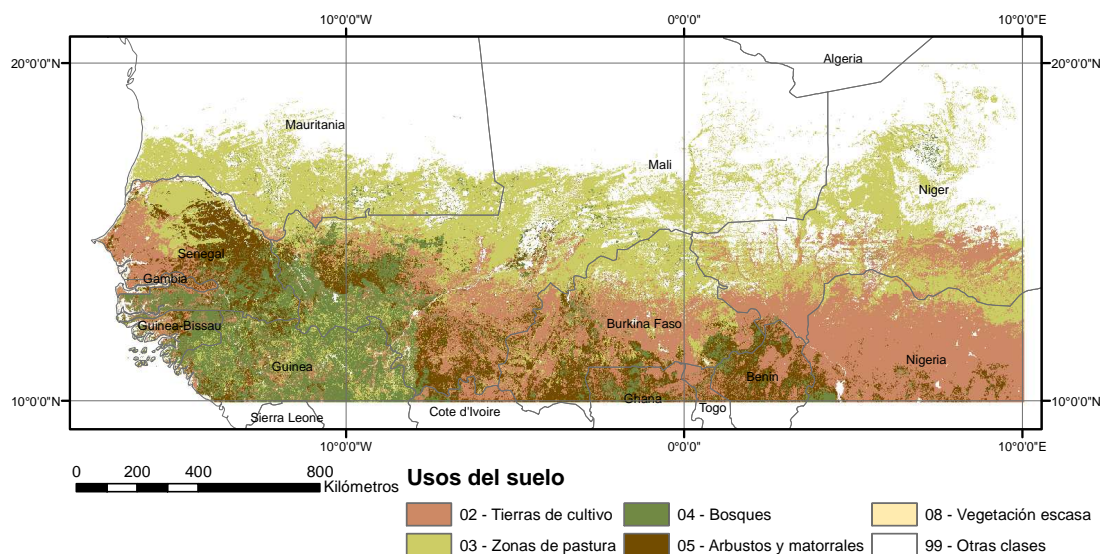 10°0'0"W 0°0'0" 10°0'0"E
20°0'0"N 20°0'0"N
Algeria
Mauritania
Mali
Niger
Senegal
Gambia
Guinea-Bissau
Burkina Faso
Guinea
Nigeria
Benin
Ghana
10°0'0"N 10°0'0"N
Sierra Leone
Cote d'Ivoire
Togo
10°0'0"W 0°0'0" 10°0'0"E
0 200 400 800
Kilómetros
Usos del suelo
02 - Tierras de cultivo 04 - Bosques 08 - Vegetación escasa
03 - Zonas de pastura 05 - Arbustos y matorrales 99 - Otras clases